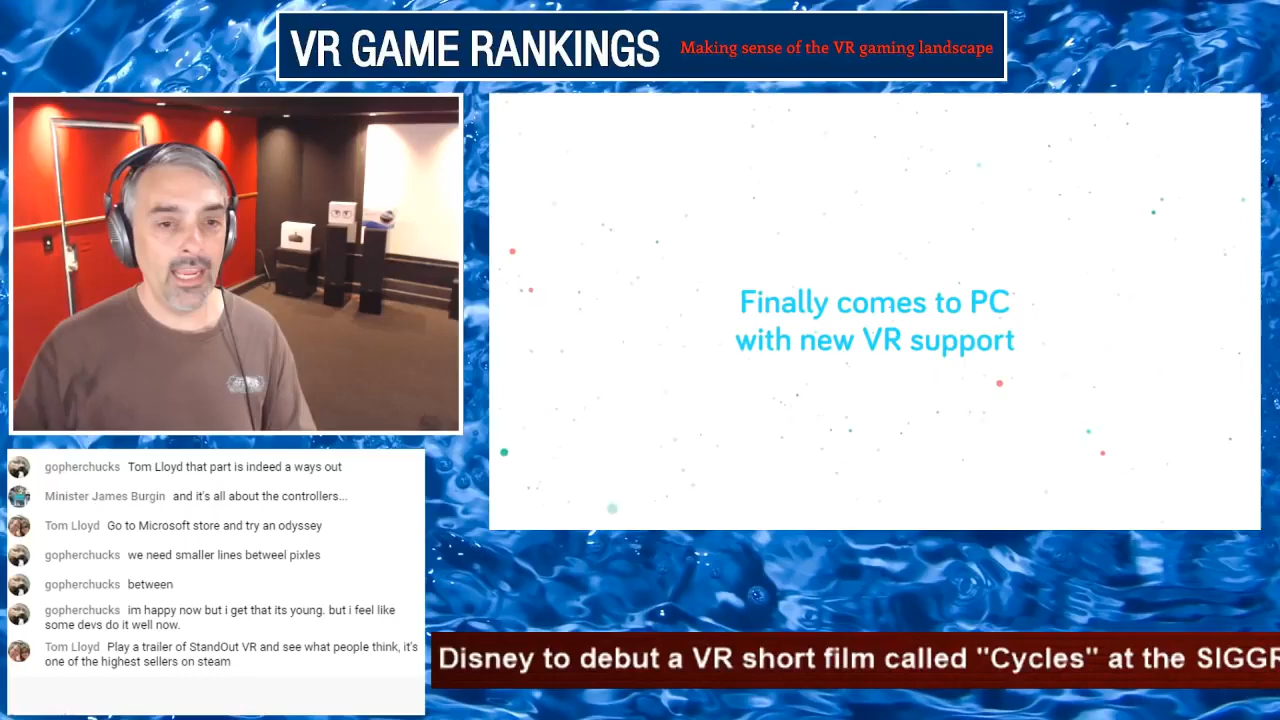 VR GAME RANKINGS Making sense of the VR gaming landscape
Finally comes to PC
with new VR support
gopherchucks Tom Lloyd that part is indeed a ways out
Minister James Burgin and it's all about the controllers...
Tom Lloyd Go to Microsoft store and try an odyssey
gopherchucks we need smaller lines betweel pixles
gopherchucks between
gopherchucks im happy now but i get that its young. but i feel like
some devs do it well now.
Tom Lloyd Play a trailer of StandOut VR and see what people think, it's
one of the highest sellers on steam
Disney to debut a VR short film called "Cycles" at the SIGGR